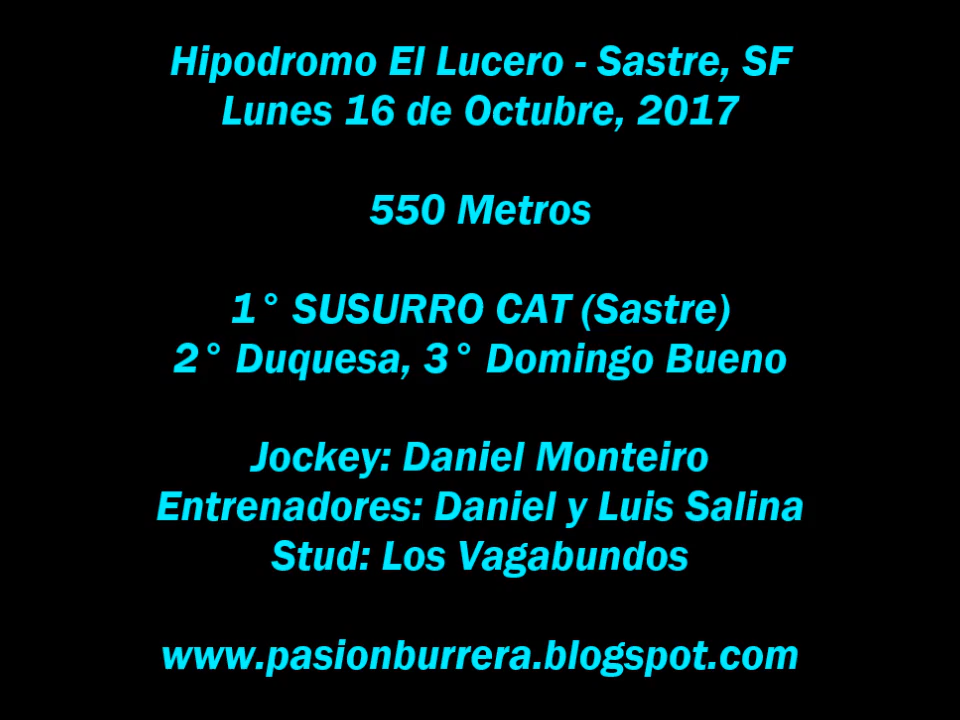 Hipodromo El Lucero - Sastre, SF
Lunes 16 de Octubre, 2017
550 Metros
1° SUSURRO CAT (Sastre)
2° Duquesa, 3° Domingo Bueno
Jockey: Daniel Monteiro
Entrenadores: Daniel y Luis Salina
Stud: Los Vagabundos
www.pasionburrera.blogspot.com